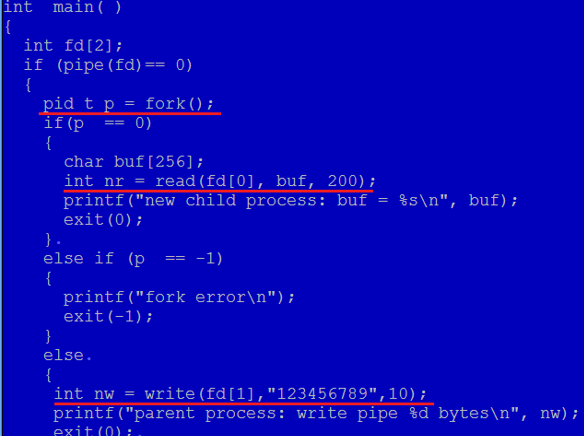 int  main( )
{
int fd[2];
if (pipe(fd)== 0)
{
pid t p = fork();
if(p  == 0)
{
char buf[256];
int nr = read(fd[0], buf, 200);
printf("new child process: buf = %s\n", buf);
exit(0);
}.
else if (p  == -1)
{
printf("fork error\n");
exit(-1);
}
else.
{
int nw = write(fd[1],"123456789",10);
printf("parent process: write pipe %d bytes\n", nw);
exit(0);.